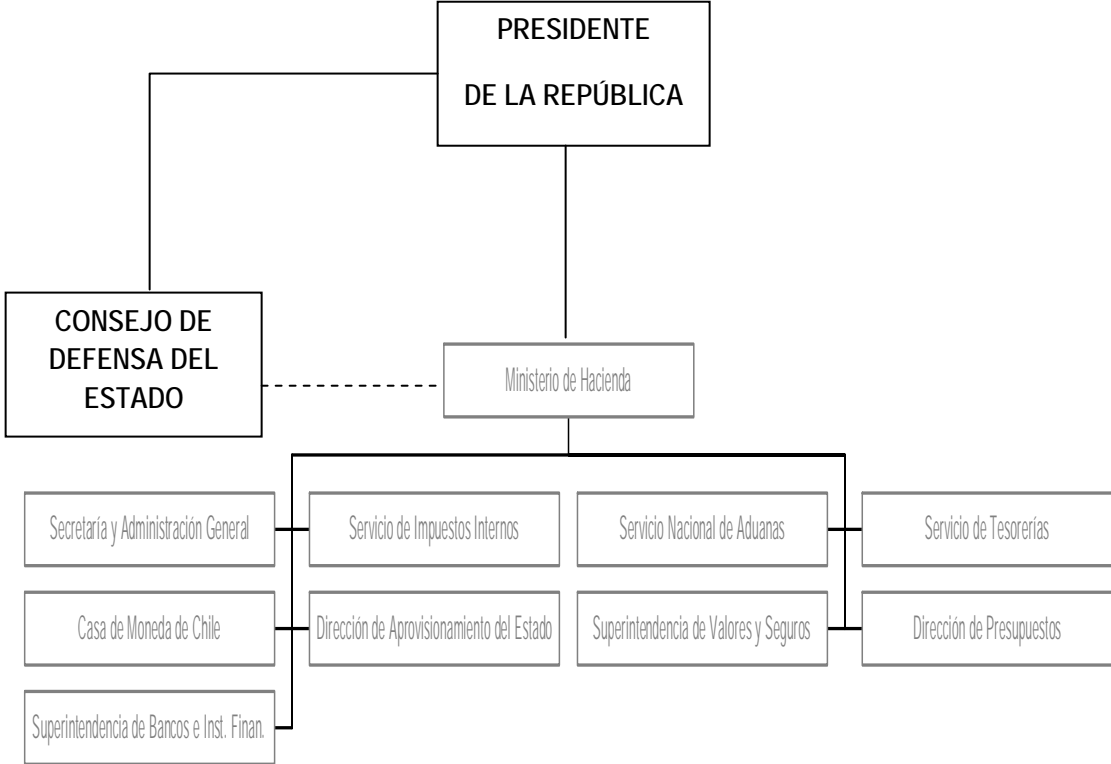 PRESIDENTE
DE LA REPÚBLICA
CONSEJO DE
DEFENSA DEL
ESTADO
Ministerio de Hacienda
Secretaría y Administración General
Servicio de Impuestos Internos
Servicio Nacional de Aduanas
Servicio de Tesorerías
Casa de Moneda de Chile
Dirección de Aprovisionamiento del Estado
Superintendencia de Valores y Seguros
Dirección de Presupuestos
Superintendencia de Bancos e Inst. Finan.